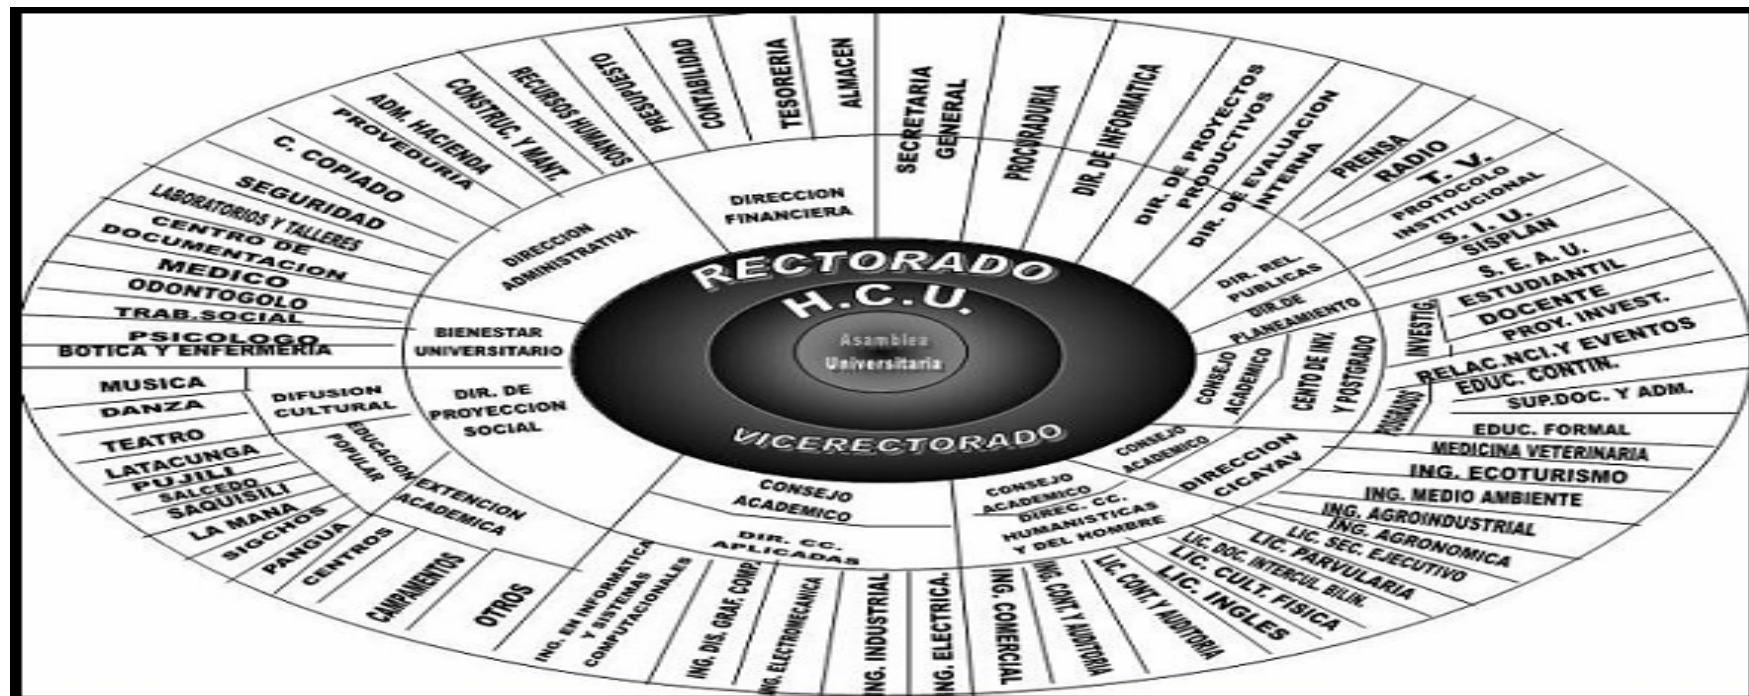 Asamblea
Universitaria
H.C.U.
RECTORADO
VICERECTORADO
DIRECCION
FINANCIERA
PRESUPUESTO
CONTABILIDAD
TESORERIA
ALMACEN
SECRETARIA
GENERAL
PROCURADURIA
DIR. DE INFORMATICA
DIR. DE PROYECTOS
PRODUCTIVOS
DIR. DE EVALUACION
INTERNA
DIR. REL.
PUBLICAS
PRENSA
RADIO
T. V.
PROTOCOLO
INSTITUCIONAL
DIR.DE
PLANEAMIENTO
S. I. U.
SISPLAN
S. E. A. U.
CONSEJO
ACADEMICO
CENTO DE INV.
Y POSTGRADO
INVESTIG.
ESTUDIANTIL
DOCENTE
PROY. INVEST.
RELAC.NCI.Y EVENTOS
POSGRADOS
EDUC. CONTIN.
SUP.DOC. Y ADM.
EDUC. FORMAL
CONSEJO
ACADEMICO
DIRECCION
CICAYAV
MEDICINA VETERINARIA
ING. ECOTURISMO
ING. MEDIO AMBIENTE
ING. AGROINDUSTRIAL
ING. AGRONOMICA
CONSEJO
ACADEMICO
DIREC. CC.
HUMANISTICAS
Y DEL HOMBRE
LIC. SEC. EJECUTIVO
LIC. PARVULARIA
LIC. DOC. INTERCUL. BILIN.
LIC. CULT. FISICA
LIC. INGLES
LIC. CONT. Y AUDITORIA
ING. CONT. Y AUDITORIA
ING. COMERCIAL
CONSEJO
ACADEMICO
DIR. CC.
APLICADAS
ING. ELECTRICA.
ING. INDUSTRIAL
ING. ELECTROMECANICA
ING. DIS. GRAF. COMP.
ING. EN INFORMATICA
Y SISTEMAS
COMPUTACIONALES
DIR. DE
PROYECCION
SOCIAL
EXTENCION
ACADEMICA
OTROS
CAMPAMENTOS
CENTROS
EDUCACION
POPULAR
PANGUA
SIGCHOS
LA MANA
SAQUISILI
SALCEDO
PUJILI
LATACUNGA
DIFUSION
CULTURAL
TEATRO
DANZA
MUSICA
BIENESTAR
UNIVERSITARIO
BOTICA Y ENFERMERIA
PSICOLOGO
TRAB.SOCIAL
ODONTOGOLO
MEDICO
DIRECCION
ADMINISTRATIVA
CENTRO DE
DOCUMENTACION
LABORATORIOS Y TALLERES
SEGURIDAD
C. COPIADO
PROVEDURIA
ADM. HACIENDA
CONSTRUC. Y MANT.
RECURSOS HUMANOS